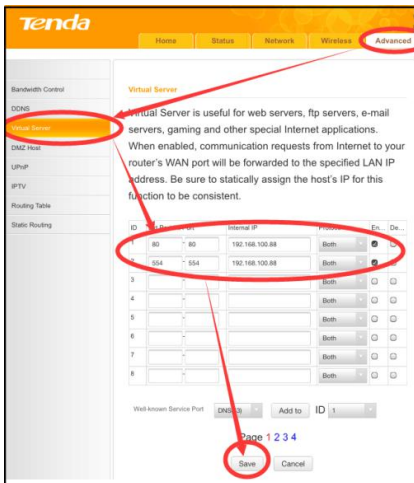 Tenda
Home Status Network Wireless Advanced
Bandwidth Control
DDNS
Virtual Server
DMZ Host
UPnP
IPTV
Routing Table
Static Routing
Virtual Server
Virtual Server is useful for web servers, ftp servers, e-mail
servers, gaming and other special Internet applications.
When enabled, communication requests from Internet to your
router's WAN port will be forwarded to the specified LAN IP
address. Be sure to statically assign the host's IP for this
function to be consistent.
ID Internal IP En... De...
1 80 - 80 192.168.100.88 Both
2 554 - 554 192.168.100.88 Both
3 - Both
4 - Both
5 - Both
6 - Both
7 - Both
8 - Both
Well-known Service Port Add to ID 1
Page 1 2 3 4
Save Cancel